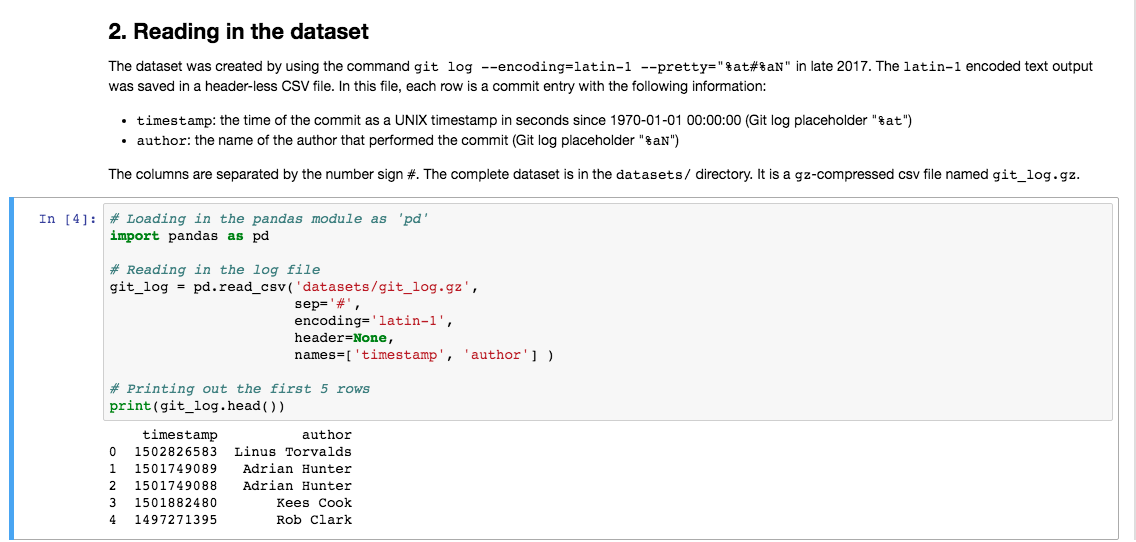 2. Reading in the dataset
The dataset was created by using the command git log --encoding=latin-1 --pretty="%at#%aN" in late 2017. The latin-1 encoded text output
was saved in a header-less CSV file. In this file, each row is a commit entry with the following information:
• timestamp: the time of the commit as a UNIX timestamp in seconds since 1970-01-01 00:00:00 (Git log placeholder "%at")
• author: the name of the author that performed the commit (Git log placeholder "%aN")
The columns are separated by the number sign #. The complete dataset is in the datasets/ directory. It is a gz-compressed csv file named git_log.gz.
In [4]: # Loading in the pandas module as 'pd'
import pandas as pd
# Reading in the log file
git_log = pd.read_csv('datasets/git_log.gz',
sep='#',
encoding='latin-1',
header=None,
names=['timestamp', 'author'] )
# Printing out the first 5 rows
print(git_log.head())
timestamp author
0 1502826583 Linus Torvalds
1 1501749089 Adrian Hunter
2 1501749088 Adrian Hunter
3 1501882480 Kees Cook
4 1497271395 Rob Clark